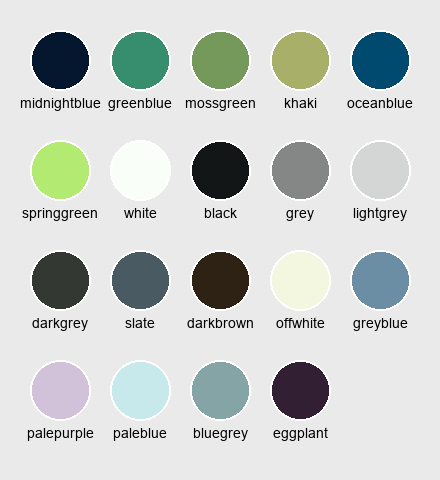 midnightblue greenblue mossgreen khaki oceanblue
springgreen white black grey lightgrey
darkgrey slate darkbrown offwhite greyblue
palepurple paleblue bluegrey eggplant